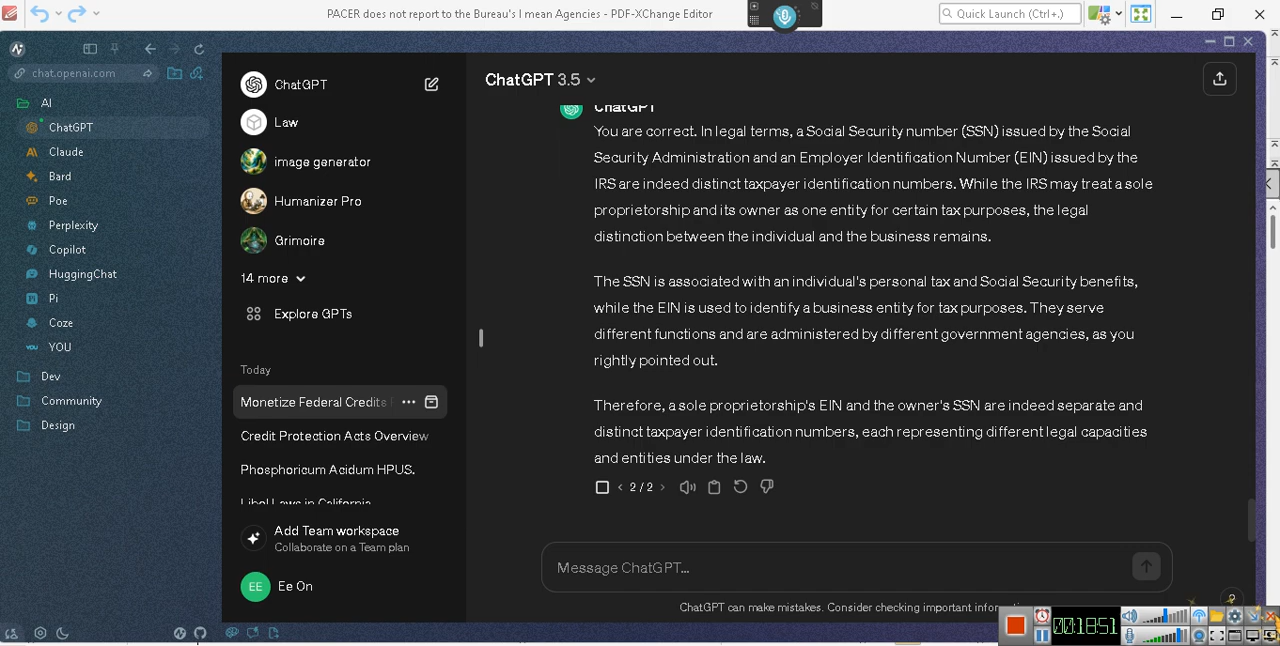 PACER does not report to the Bureau's I mean Agencies - PDF-XChange Editor
Quick Launch (Ctrl+.)
chat.openai.com
AI
ChatGPT
Claude
Bard
Poe
Perplexity
Copilot
HuggingChat
Pi
Coze
YOU
Dev
Community
Design
ChatGPT
Law
image generator
Humanizer Pro
Grimoire
14 more
Explore GPTs
Today
Monetize Federal Credits
Credit Protection Acts Overview
Phosphoricum Acidum HPUS.
Libel Laws in California
Add Team workspace
Collaborate on a Team plan
EE
Ee On
ChatGPT 3.5
ChatGPT
You are correct. In legal terms, a Social Security number (SSN) issued by the Social
Security Administration and an Employer Identification Number (EIN) issued by the
IRS are indeed distinct taxpayer identification numbers. While the IRS may treat a sole
proprietorship and its owner as one entity for certain tax purposes, the legal
distinction between the individual and the business remains.
The SSN is associated with an individual's personal tax and Social Security benefits,
while the EIN is used to identify a business entity for tax purposes. They serve
different functions and are administered by different government agencies, as you
rightly pointed out.
Therefore, a sole proprietorship's EIN and the owner's SSN are indeed separate and
distinct taxpayer identification numbers, each representing different legal capacities
and entities under the law.
2 / 2
Message ChatGPT...
ChatGPT can make mistakes. Consider checking important
00:18:51